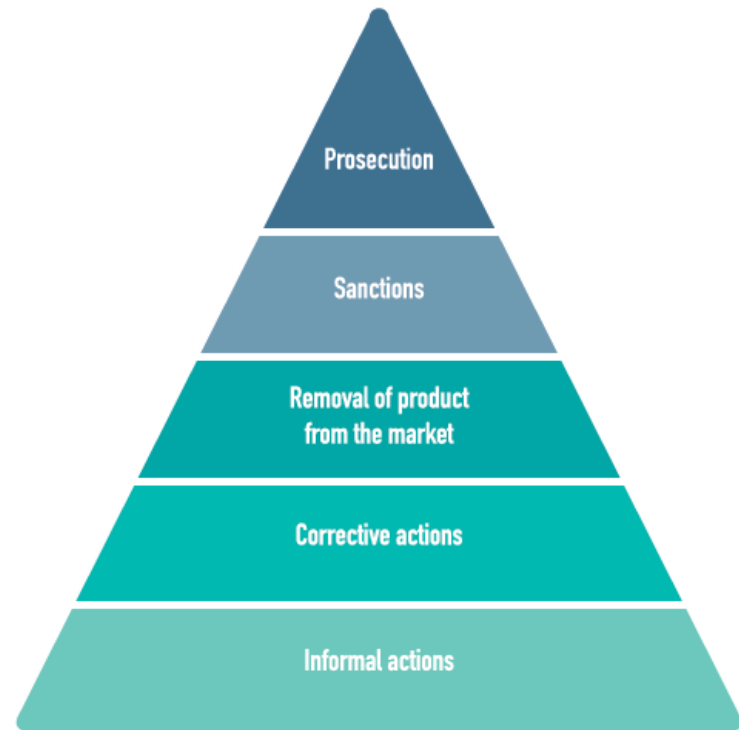 Prosecution
Sanctions
Removal of product
from the market
Corrective actions
Informal actions